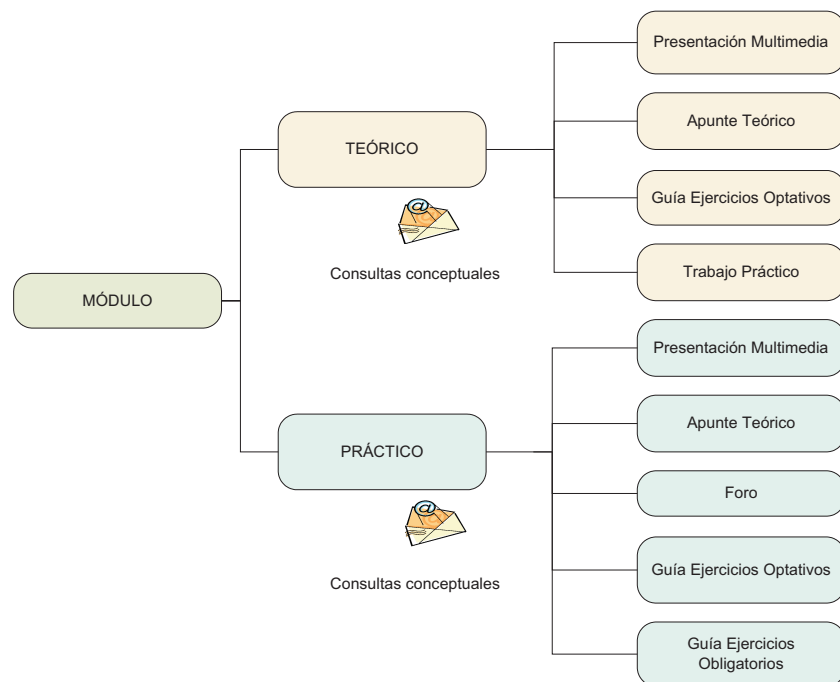 MÓDULO
TEÓRICO
@
Consultas conceptuales
Presentación Multimedia
Apunte Teórico
Guía Ejercicios Optativos
Trabajo Práctico
PRÁCTICO
@
Consultas conceptuales
Presentación Multimedia
Apunte Teórico
Foro
Guía Ejercicios Optativos
Guía Ejercicios
Obligatorios